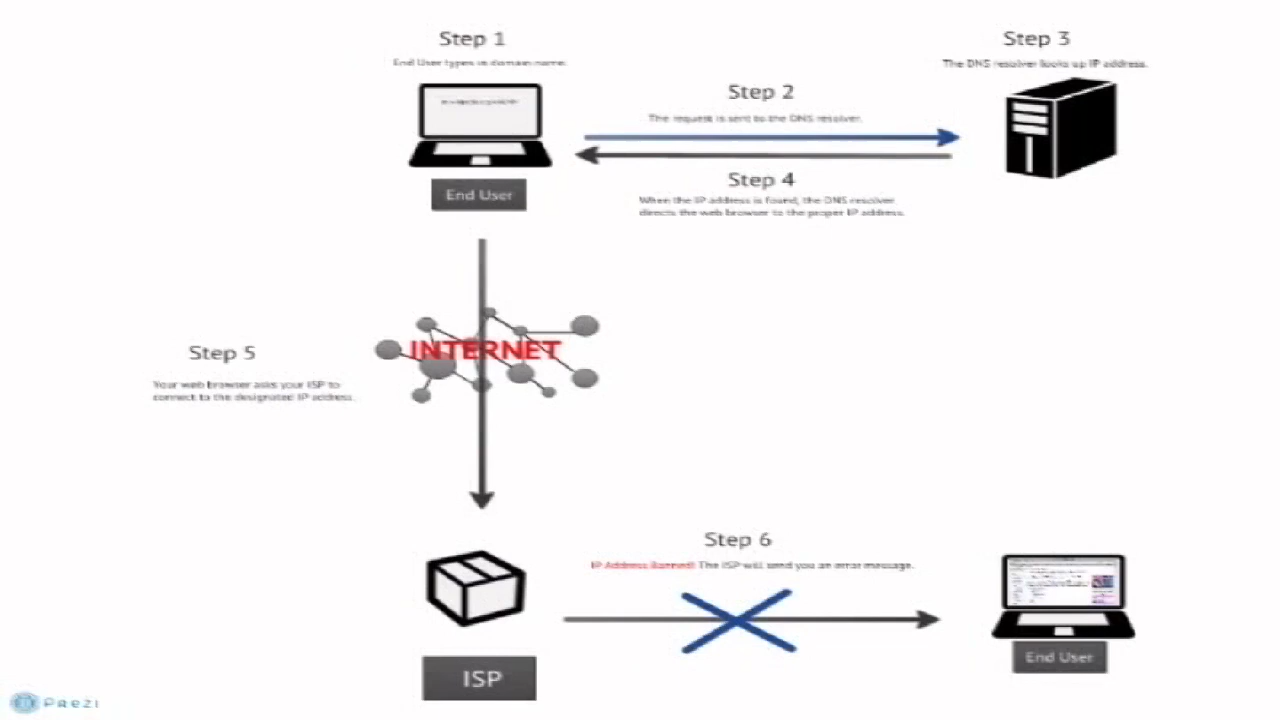 Step 1
End User types in domain name.
Step 3
The DNS resolver looks up IP address.
Step 2
The request is sent to the DNS resolver.
Step 4
When the IP address is found, the DNS resolver
directs the web browser to the proper IP address.
End User
INTERNET
Step 5
Your web browser asks your ISP to
connect to the designated IP address.
Step 6
IP Address Banned! The ISP will send you an error message.
ISP
End User
Prezi